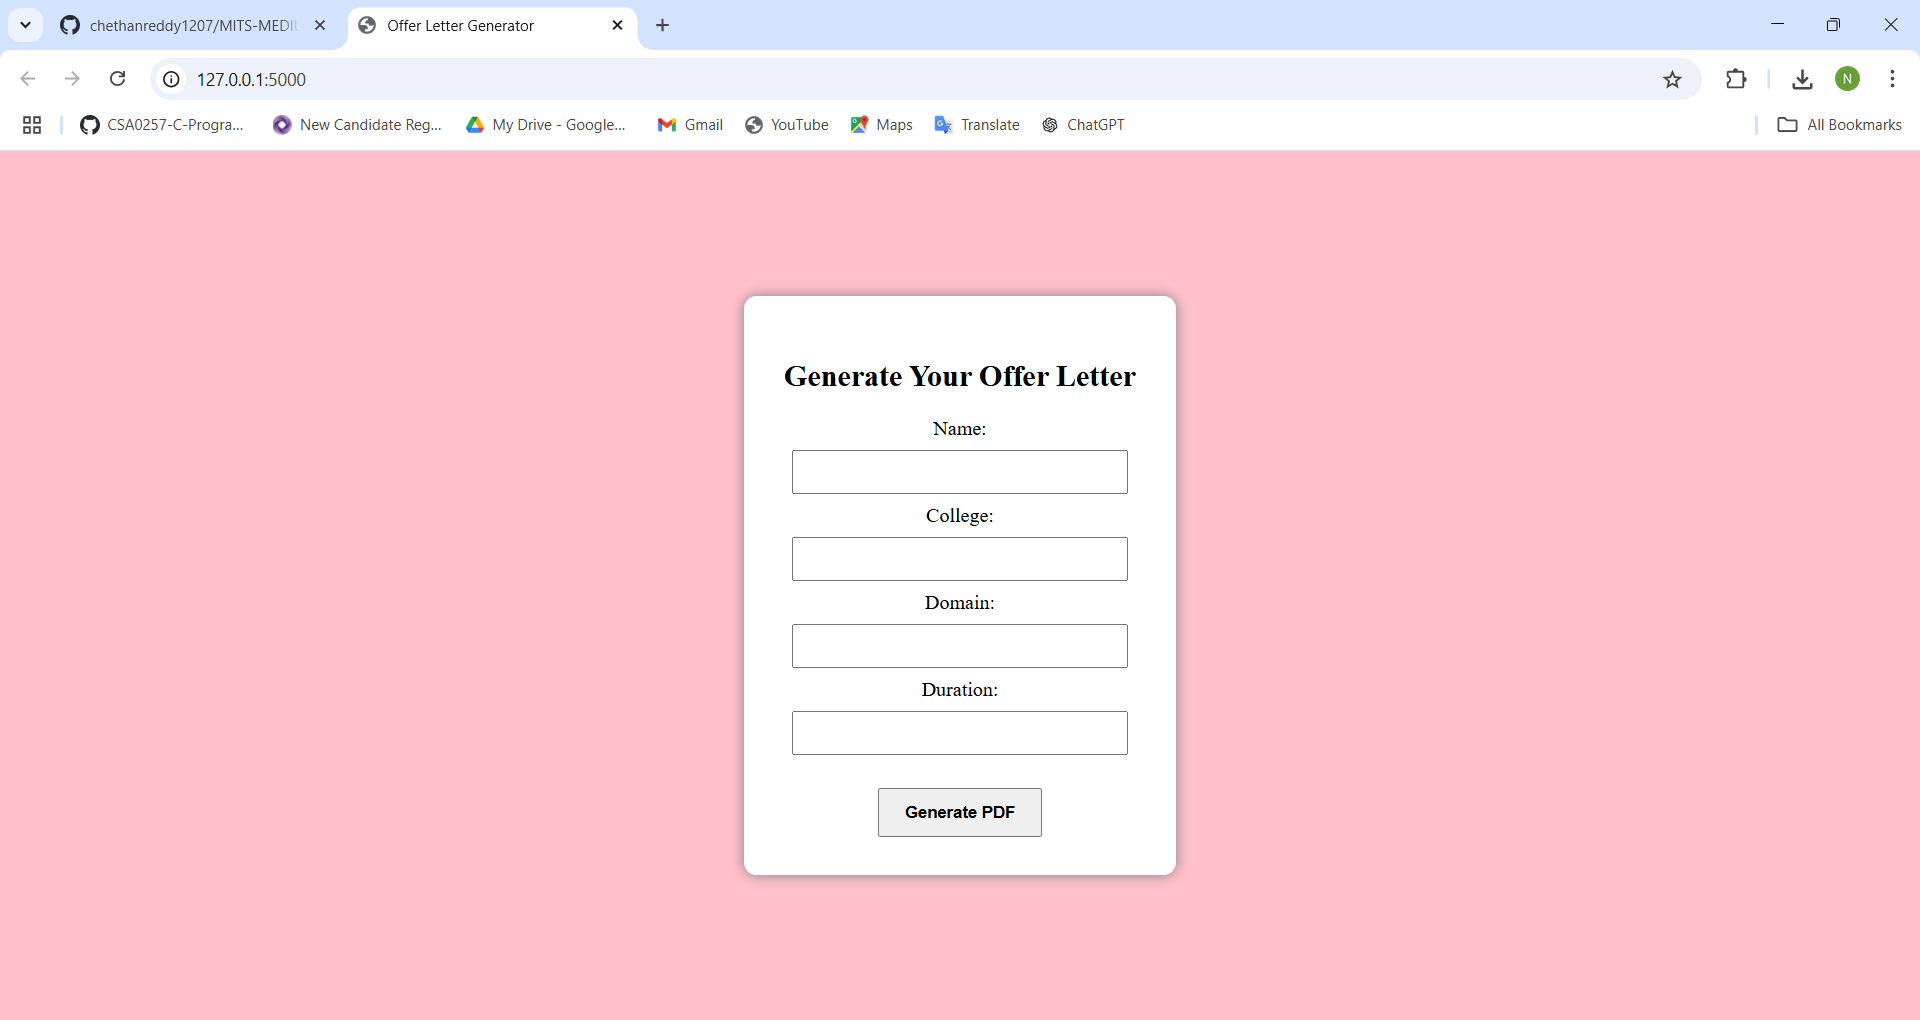 chethanreddy1207/MITS-MEDI
Offer Letter Generator
127.0.0.1:5000
N
CSA0257-C-Progra...
New Candidate Reg...
My Drive - Google...
Gmail
YouTube
Maps
Translate
ChatGPT
All Bookmarks
Generate Your Offer Letter
Name:
College:
Domain:
Duration:
Generate PDF